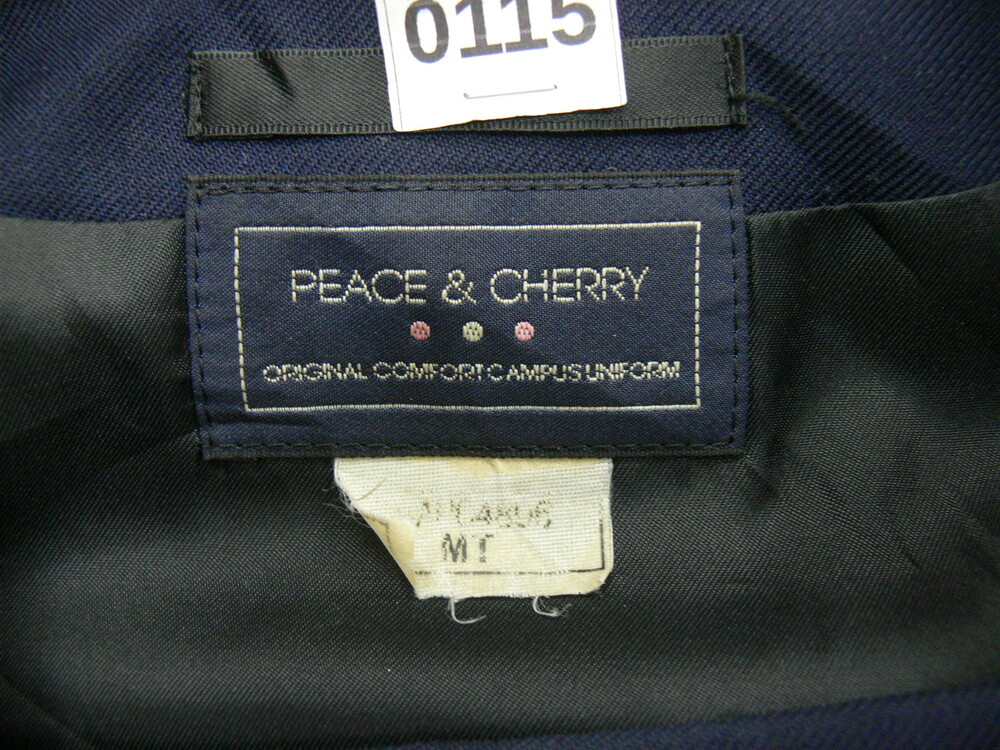 0115
PEACE & CHERRY
ORIGINAL COMFORT CAMPUS UNIFORM
MT